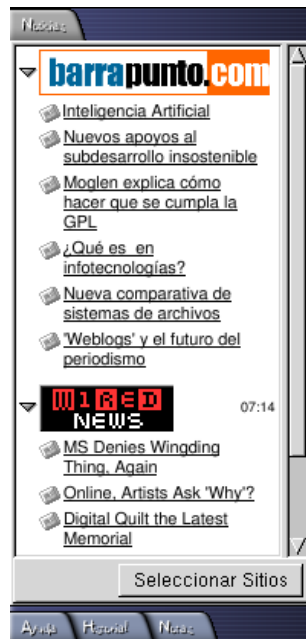 Noticias
barrapunto.com
Inteligencia Artificial
Nuevos apoyos al
subdesarrollo insostenible
Moglen explica cómo
hacer que se cumpla la
GPL
¿Qué es en
infotecnologías?
Nueva comparativa de
sistemas de archivos
'Weblogs' y el futuro del
periodismo
WIRED
NEWS
07:14
MS Denies Wingding
Thing, Again
Online, Artists Ask 'Why'?
Digital Quilt the Latest
Memorial
Seleccionar Sitios
Ayuda
Historial
Notas